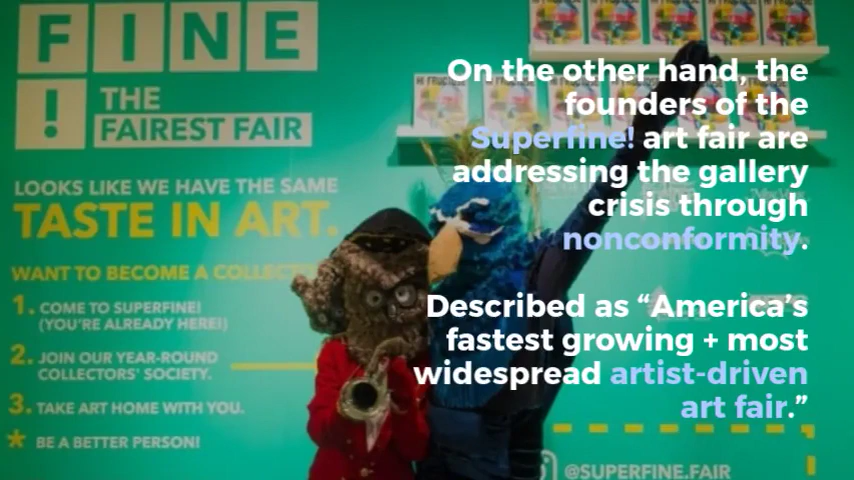 FINE
! THE
FAIREST FAIR
LOOKS LIKE WE HAVE THE SAME
TASTE IN ART.
WANT TO BECOME A COLLECT
1. COME TO SUPERFINE!
(YOU'RE ALREADY HERE!)
2. JOIN OUR YEAR-ROUND
COLLECTORS' SOCIETY.
3. TAKE ART HOME WITH YOU.
* BE A BETTER PERSON!
HI FRUCTOSE
On the other hand, the
founders of the
Superfine! art fair are
addressing the gallery
crisis through
nonconformity.
Described as “America’s
fastest growing + most
widespread artist-driven
art fair.”
@SUPERFINE.FAIR